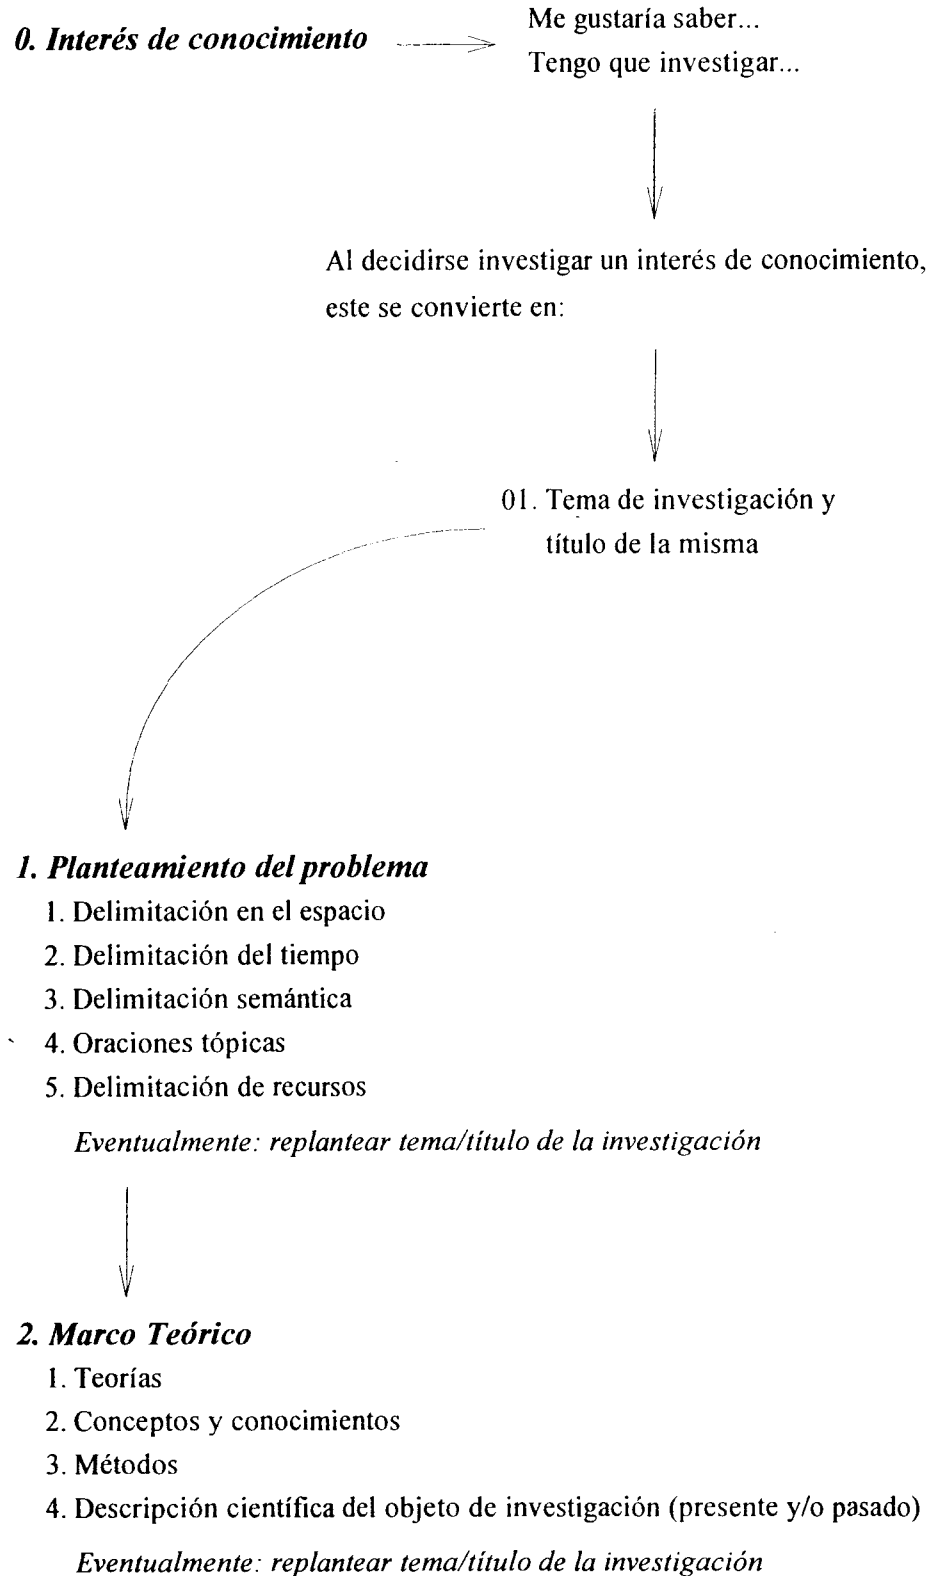 0. Interés de conocimiento
Me gustaría saber...
Tengo que investigar...
Al decidirse investigar un interés de conocimiento,
este se convierte en:
01. Tema de investigación y
título de la misma
1. Planteamiento del problema
1. Delimitación en el espacio
2. Delimitación del tiempo
3. Delimitación semántica
4. Oraciones tópicas
5. Delimitación de recursos
Eventualmente: replantear tema/título de la investigación
2. Marco Teórico
1. Teorías
2. Conceptos y conocimientos
3. Métodos
4. Descripción científica del objeto de investigación (presente y/o pasado)
Eventualmente: replantear tema/título de la investigación